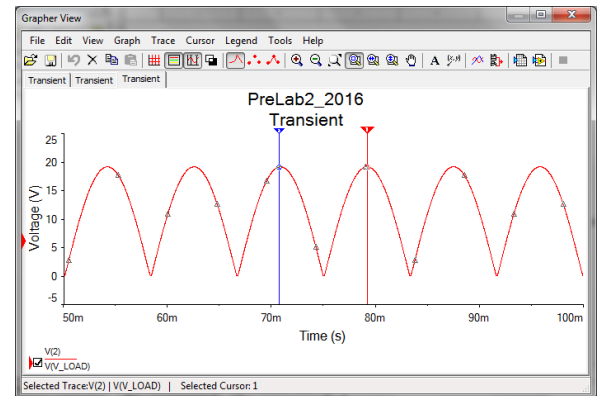 Grapher View
File Edit View Graph Trace Cursor Legend Tools Help
Transient Transient Transient
PreLab2_2016
Transient
25
20
15
10
5
0
-5
Voltage (V)
50m 60m 70m 80m 90m 100m
Time (s)
V(2)
V(V_LOAD)
Selected Trace:V(2) | V(V_LOAD) | Selected Cursor: 1